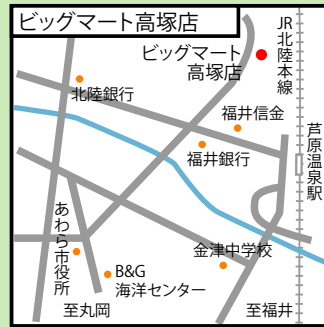 ビッグマート高塚店
ビッグマート
高塚店
JR北陸本線
北陸銀行
福井信金
福井銀行
芦原温泉駅
あわら市役所
金津中学校
B&G
海洋センター
至丸岡
至福井